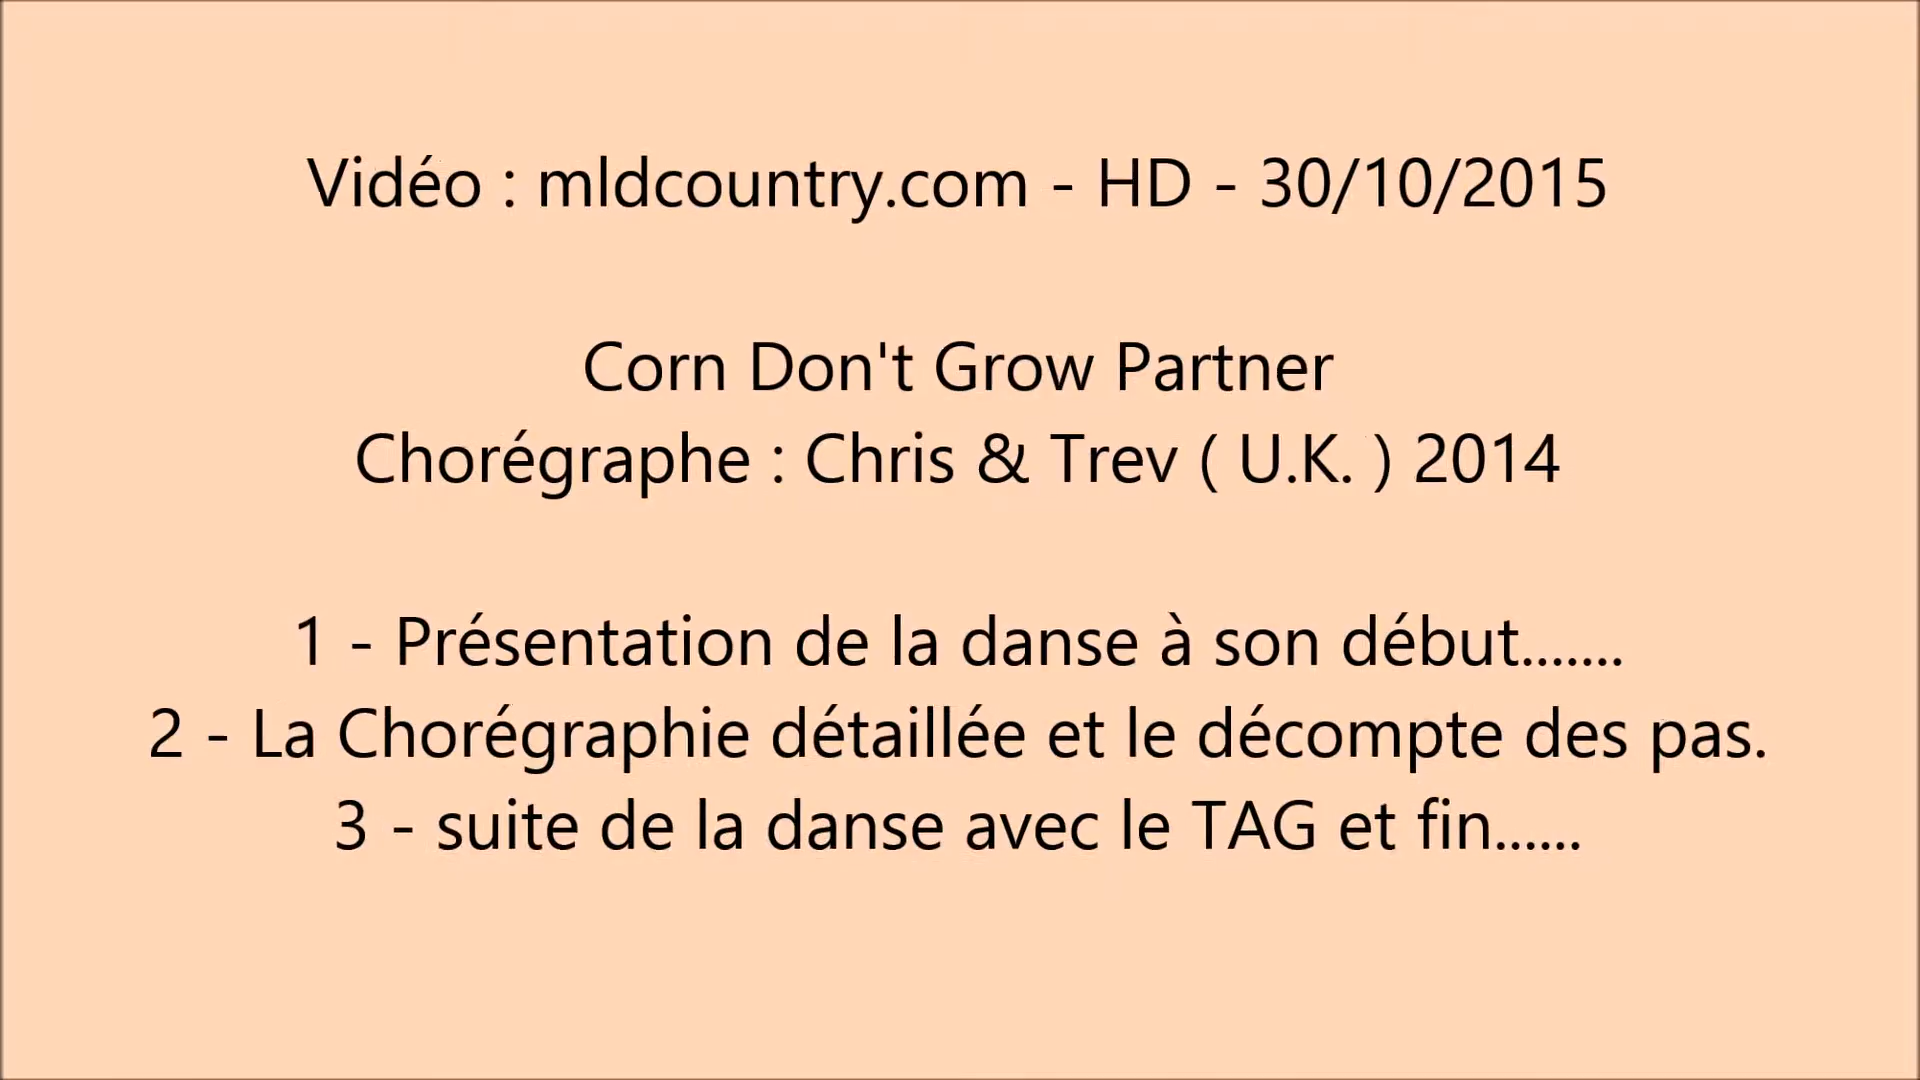 Vidéo : mldcountry.com - HD - 30/10/2015
Corn Don't Grow Partner
Chorégraphe : Chris & Trev ( U.K. ) 2014
1 - Présentation de la danse à son début.......
2 - La Chorégraphie détaillée et le décompte des pas.
3 - suite de la danse avec le TAG et fin......